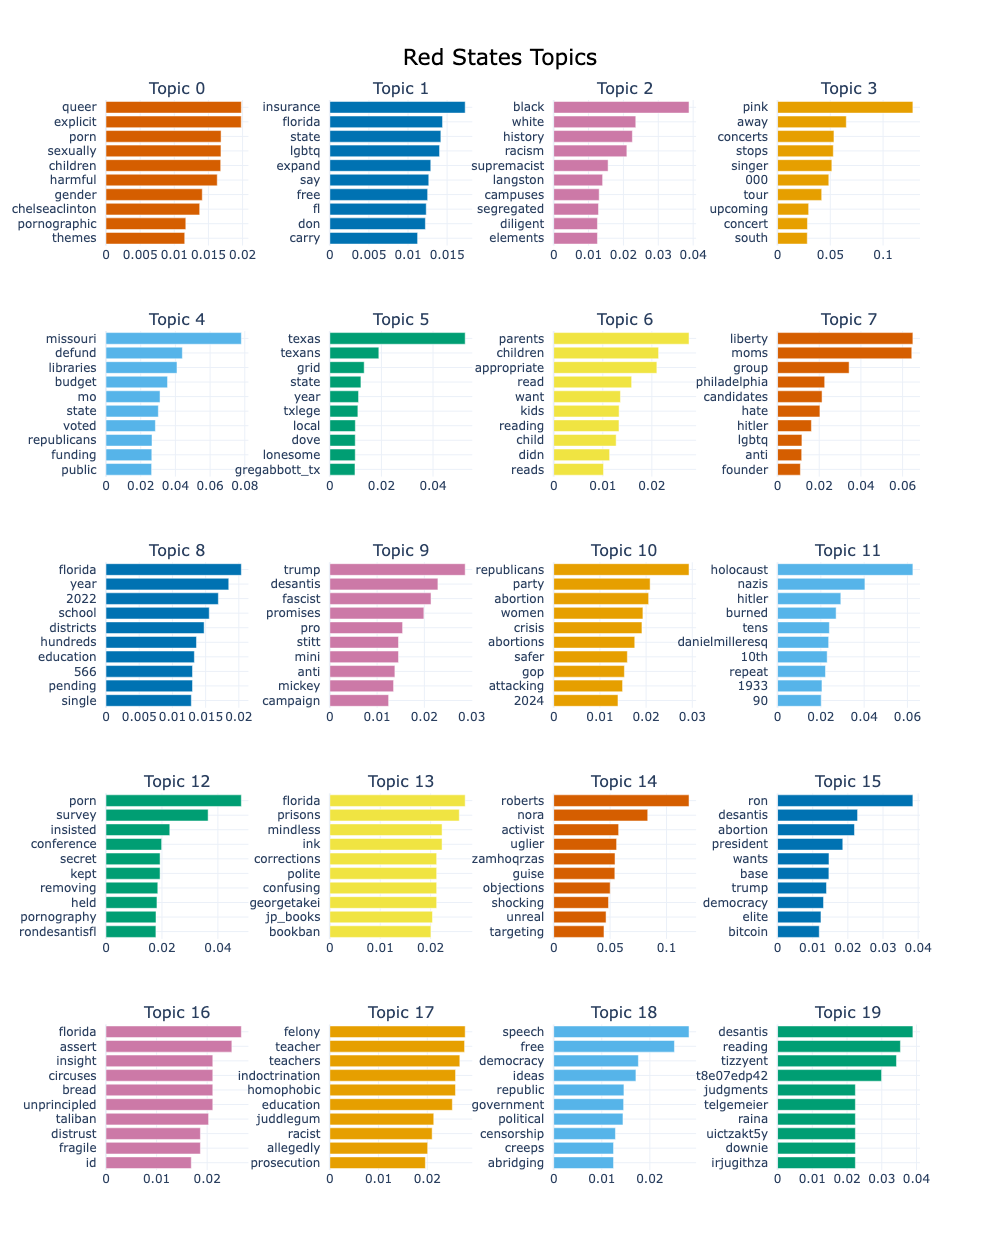 Red States Topics
Topic 0
queer
explicit
porn
sexually
children
harmful
gender
chelseaclinton
pornographic
themes
0 0.005 0.01 0.015 0.02
Topic 1
insurance
florida
state
lgbtq
expand
say
free
fl
don
carry
0 0.005 0.01 0.015
Topic 2
black
white
history
racism
supremacist
langston
campuses
segregated
diligent
elements
0 0.01 0.02 0.03 0.04
Topic 3
pink
away
concerts
stops
singer
000
tour
upcoming
concert
south
0 0.05 0.1
Topic 4
missouri
defund
libraries
budget
mo
state
voted
republicans
funding
public
0 0.02 0.04 0.06 0.08
Topic 5
texas
texans
grid
state
year
txlege
local
dove
lonesome
gregabbott_tx
0 0.02 0.04
Topic 6
parents
children
appropriate
read
want
kids
reading
child
didn
reads
0 0.01 0.02
Topic 7
liberty
moms
group
philadelphia
candidates
hate
hitler
lgbtq
anti
founder
0 0.02 0.04 0.06
Topic 8
florida
year
2022
school
districts
hundreds
education
566
pending
single
0 0.005 0.01 0.015 0.02
Topic 9
trump
desantis
fascist
promises
pro
stitt
mini
anti
mickey
campaign
0 0.01 0.02 0.03
Topic 10
republicans
party
abortion
women
crisis
abortions
safer
gop
attacking
2024
0 0.01 0.02 0.03
Topic 11
holocaust
nazis
hitler
burned
tens
danielmilleresq
10th
repeat
1933
90
0 0.02 0.04 0.06
Topic 12
porn
survey
insisted
conference
secret
kept
removing
held
pornography
rondesantisfl
0 0.02 0.04
Topic 13
florida
prisons
mindless
ink
corrections
polite
confusing
georgetakei
jp_books
bookban
0 0.01 0.02
Topic 14
roberts
nora
activist
uglier
zamhoqrzas
guise
objections
shocking
unreal
targeting
0 0.05 0.1
Topic 15
ron
desantis
abortion
president
wants
base
trump
democracy
elite
bitcoin
0 0.01 0.02 0.03 0.04
Topic 16
florida
assert
insight
circuses
bread
unprincipled
taliban
distrust
fragile
id
0 0.02
Topic 17
felony
teacher
teachers
indoctrination
homophobic
education
juddlegum
racist
allegedly
prosecution
0 0.01 0.02
Topic 18
speech
free
democracy
ideas
republic
government
political
censorship
creeps
abridging
0 0.01 0.02
Topic 19
desantis
reading
tizzyent
t8e07edp42
judgments
telgemeier
raina
uictzakt5y
downie
irjugithza
0 0.01 0.02 0.03 0.04